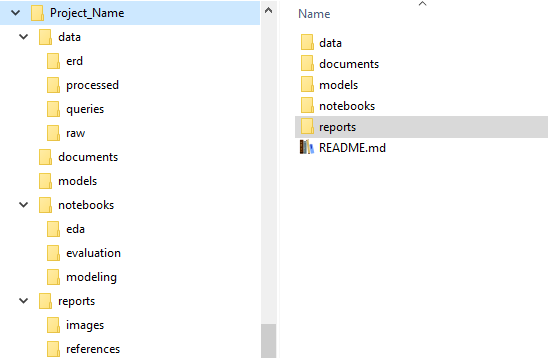 Project_Name
data
erd
processed
queries
raw
documents
models
notebooks
eda
evaluation
modeling
reports
images
references
Name
data
documents
models
notebooks
reports
README.md